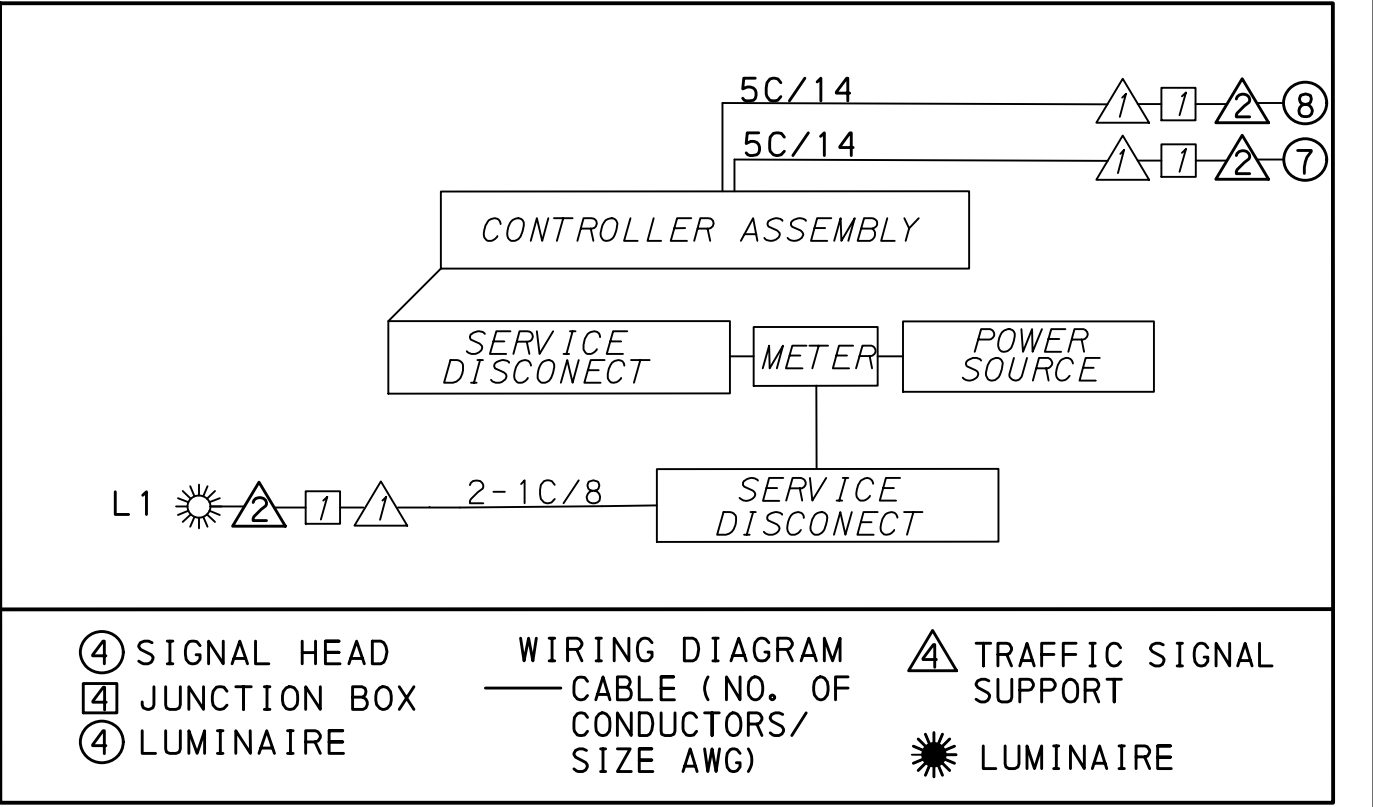 5C/14
1 1 2 8
5C/14
1 1 2 7
CONTROLLER ASSEMBLY
SERVICE
DISCONECT
METER
POWER
SOURCE
L1 2 1 1 2-1C/8
SERVICE
DISCONECT
4 SIGNAL HEAD
4 JUNCTION BOX
4 LUMINAIRE
WIRING DIAGRAM
CABLE (NO. OF
CONDUCTORS/
SIZE AWG)
4 TRAFFIC SIGNAL
SUPPORT
LUMINAIRE